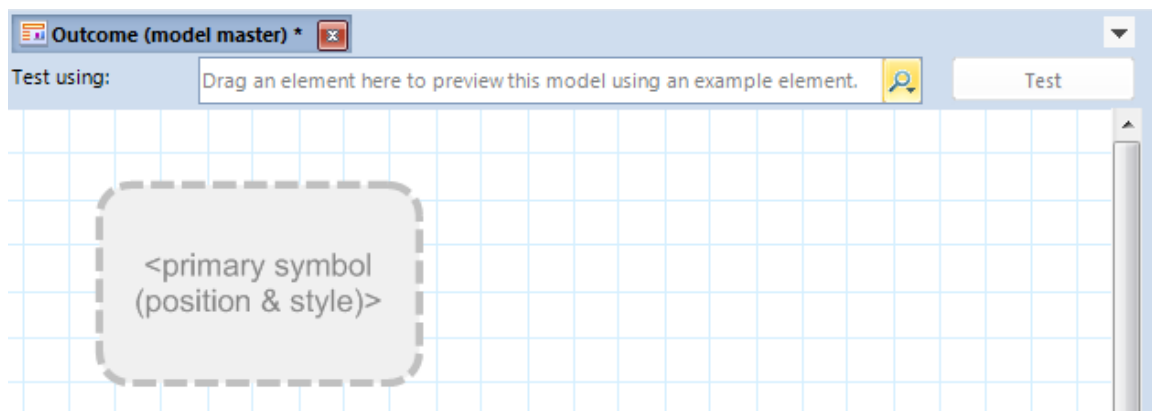 Outcome (model master) *
Test using:
Drag an element here to preview this model using an example element.
Test
<primary symbol
(position & style)>